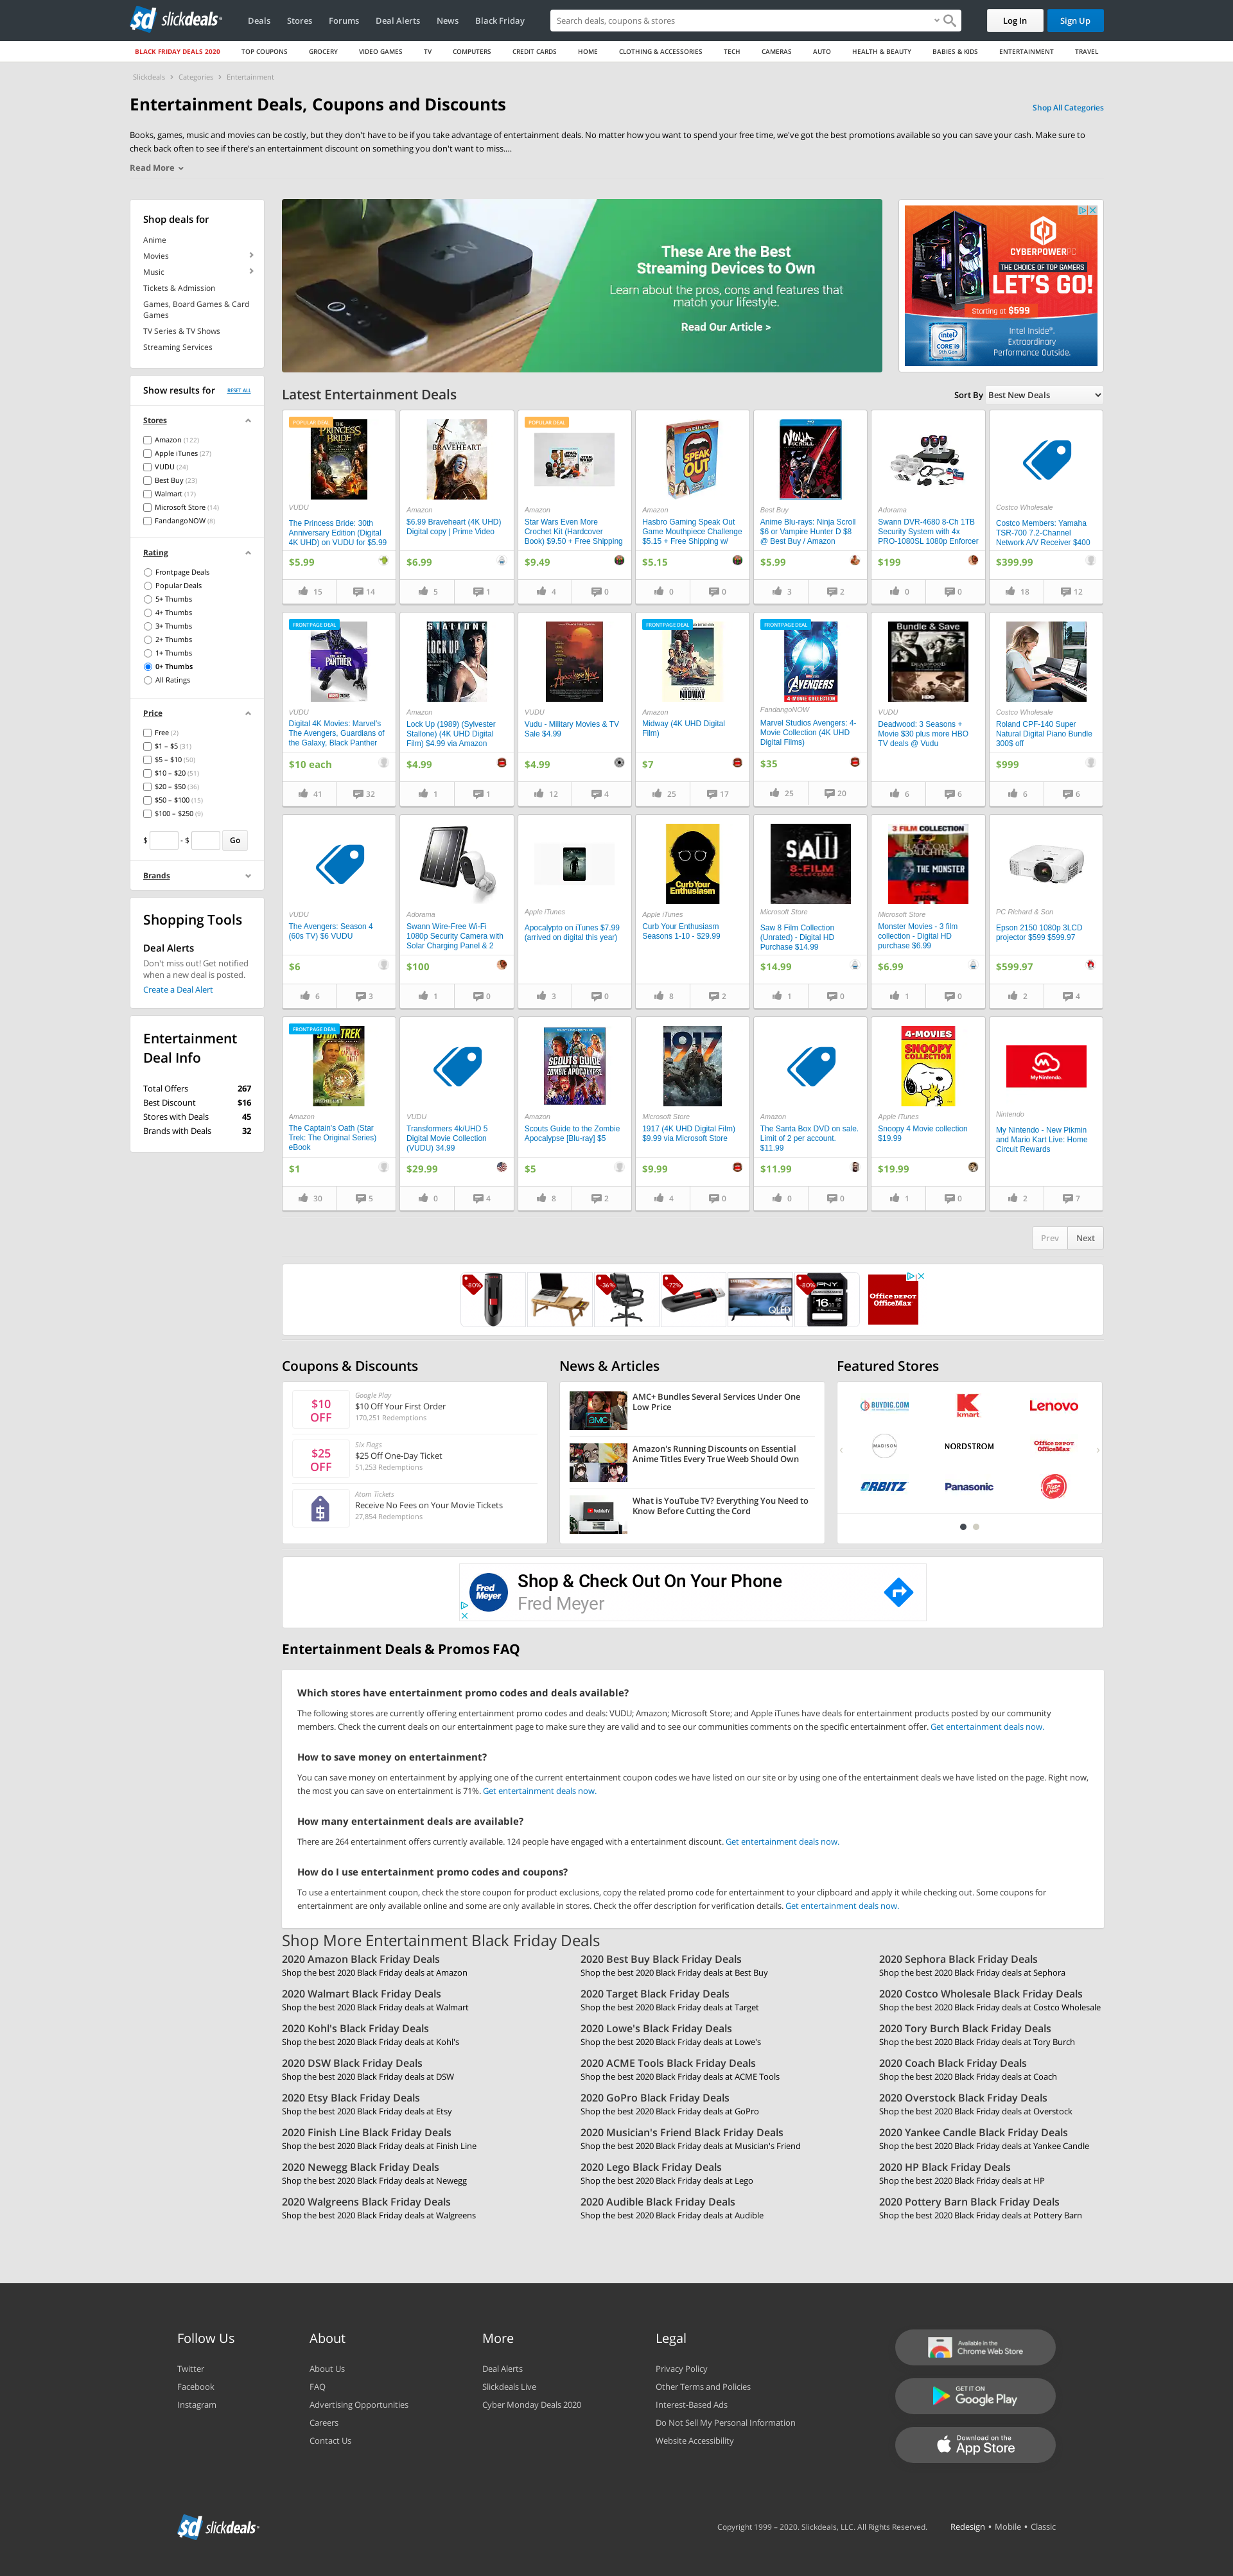 slickdeals
Deals
Stores
Forums
Deal Alerts
News
Black Friday
Search deals, coupons & stores
Log In
Sign Up
BLACK FRIDAY DEALS 2020
TOP COUPONS
GROCERY
VIDEO GAMES
TV
COMPUTERS
CREDIT CARDS
HOME
CLOTHING & ACCESSORIES
TECH
CAMERAS
AUTO
HEALTH & BEAUTY
BABIES & KIDS
ENTERTAINMENT
TRAVEL
Slickdeals > Categories > Entertainment
Entertainment Deals, Coupons and Discounts
Shop All Categories
Books, games, music and movies can be costly, but they don't have to be if you take advantage of entertainment deals. No matter how you want to spend your free time, we've got the best promotions available so you can save your cash. Make sure to
check back often to see if there's an entertainment discount on something you don't want to miss....
Read More
Shop deals for
Anime
Movies
Music
Tickets & Admission
Games, Board Games & Card
Games
TV Series & TV Shows
Streaming Services
These Are the Best
Streaming Devices to Own
Learn about the pros, cons and features that
match your lifestyle.
Read Our Article >
CYBERPOWERPC
THE CHOICE OF TOP GAMERS
LET'S GO!
Starting at $599
Intel Inside®.
Extraordinary
Performance Outside.
intel
CORE i9
9th Gen
Show results for
RESET ALL
Stores
Amazon (122)
Apple iTunes (27)
VUDU (24)
Best Buy (23)
Walmart (17)
Microsoft Store (14)
FandangoNOW (8)
Rating
Frontpage Deals
Popular Deals
5+ Thumbs
4+ Thumbs
3+ Thumbs
2+ Thumbs
1+ Thumbs
0+ Thumbs
All Ratings
Price
Free (2)
$1 – $5 (31)
$5 – $10 (50)
$10 – $20 (51)
$20 – $50 (36)
$50 – $100 (15)
$100 – $250 (9)
$ - $ Go
Brands
Shopping Tools
Deal Alerts
Don't miss out! Get notified
when a new deal is posted.
Create a Deal Alert
Entertainment
Deal Info
Total Offers 267
Best Discount $16
Stores with Deals 45
Brands with Deals 32
Latest Entertainment Deals
Sort By Best New Deals
POPULAR DEAL
PRINCESS BRIDE
VUDU
The Princess Bride: 30th
Anniversary Edition (Digital
4K UHD) on VUDU for $5.99
$5.99
15
14
BRAVEHEART
Amazon
$6.99 Braveheart (4K UHD)
Digital copy | Prime Video
$6.99
5
1
POPULAR DEAL
Amazon
Star Wars Even More
Crochet Kit (Hardcover
Book) $9.50 + Free Shipping
$9.49
4
0
SPEAK OUT
Amazon
Hasbro Gaming Speak Out
Game Mouthpiece Challenge
$5.15 + Free Shipping w/
$5.15
0
0
NINJA SCROLL
Best Buy
Anime Blu-rays: Ninja Scroll
$6 or Vampire Hunter D $8
@ Best Buy / Amazon
$5.99
3
2
Adorama
Swann DVR-4680 8-Ch 1TB
Security System with 4x
PRO-1080SL 1080p Enforcer
$199
0
0
Costco Wholesale
Costco Members: Yamaha
TSR-700 7.2-Channel
Network A/V Receiver $400
$399.99
18
12
FRONTPAGE DEAL
PANTHER
VUDU
Digital 4K Movies: Marvel's
The Avengers, Guardians of
the Galaxy, Black Panther
$10 each
41
32
STALLONE
LOCK UP
Amazon
Lock Up (1989) (Sylvester
Stallone) (4K UHD Digital
Film) $4.99 via Amazon
$4.99
1
1
Apocalypse Now
VUDU
Vudu - Military Movies & TV
Sale $4.99
$4.99
12
4
FRONTPAGE DEAL
MIDWAY
Amazon
Midway (4K UHD Digital
Film)
$7
25
17
FRONTPAGE DEAL
AVENGERS
4-MOVIE COLLECTION
FandangoNOW
Marvel Studios Avengers: 4-
Movie Collection (4K UHD
Digital Films)
$35
25
20
Bundle & Save
DEADWOOD
VUDU
Deadwood: 3 Seasons +
Movie $30 plus more HBO
TV deals @ Vudu
6
6
Costco Wholesale
Roland CPF-140 Super
Natural Digital Piano Bundle
300$ off
$999
6
6
VUDU
The Avengers: Season 4
(60s TV) $6 VUDU
$6
6
3
Adorama
Swann Wire-Free Wi-Fi
1080p Security Camera with
Solar Charging Panel & 2
$100
1
0
Apple iTunes
Apocalypto on iTunes $7.99
(arrived on digital this year)
3
0
Curb Your Enthusiasm
Apple iTunes
Curb Your Enthusiasm
Seasons 1-10 - $29.99
8
2
SAW
8-FILM
COLLECTION
Microsoft Store
Saw 8 Film Collection
(Unrated) - Digital HD
Purchase $14.99
$14.99
1
0
3 FILM COLLECTION
BLACKCOAT'S DAUGHTER
THE MONSTER
TUSK
Microsoft Store
Monster Movies - 3 film
collection - Digital HD
purchase $6.99
$6.99
1
0
PC Richard & Son
Epson 2150 1080p 3LCD
projector $599 $599.97
$599.97
2
4
FRONTPAGE DEAL
STAR TREK
Amazon
The Captain's Oath (Star
Trek: The Original Series)
eBook
$1
30
5
VUDU
Transformers 4k/UHD 5
Digital Movie Collection
(VUDU) 34.99
$29.99
0
4
SCOUTS GUIDE
ZOMBIE APOCALYPSE
Amazon
Scouts Guide to the Zombie
Apocalypse [Blu-ray] $5
$5
8
2
1917
Microsoft Store
1917 (4K UHD Digital Film)
$9.99 via Microsoft Store
$9.99
4
0
Amazon
The Santa Box DVD on sale.
Limit of 2 per account.
$11.99
$11.99
0
0
4-MOVIES
SNOOPY
COLLECTION
Apple iTunes
Snoopy 4 Movie collection
$19.99
$19.99
1
0
My Nintendo
Nintendo
My Nintendo - New Pikmin
and Mario Kart Live: Home
Circuit Rewards
2
7
Prev
Next
-80%
-36%
-72%
QLED
-80%
PNY
16
Office DEPOT
OfficeMax
Coupons & Discounts
$10
OFF
Google Play
$10 Off Your First Order
170,251 Redemptions
$25
OFF
Six Flags
$25 Off One-Day Ticket
51,253 Redemptions
Atom Tickets
Receive No Fees on Your Movie Tickets
27,854 Redemptions
News & Articles
AMC+
AMC+ Bundles Several Services Under One
Low Price
Amazon's Running Discounts on Essential
Anime Titles Every True Weeb Should Own
YouTube TV
What is YouTube TV? Everything You Need to
Know Before Cutting the Cord
Featured Stores
BUYDIG.COM
kmart
Lenovo
MADISON
NORDSTROM
Office DEPOT
OfficeMax
ORBITZ
Panasonic
Fred Meyer
Shop & Check Out On Your Phone
Fred Meyer
Entertainment Deals & Promos FAQ
Which stores have entertainment promo codes and deals available?
The following stores are currently offering entertainment promo codes and deals: VUDU; Amazon; Microsoft Store; and Apple iTunes have deals for entertainment products posted by our community
members. Check the current deals on our entertainment page to make sure they are valid and to see our communities comments on the specific entertainment offer. Get entertainment deals now.
How to save money on entertainment?
You can save money on entertainment by applying one of the current entertainment coupon codes we have listed on our site or by using one of the entertainment deals we have listed on the page. Right now,
the most you can save on entertainment is 71%. Get entertainment deals now.
How many entertainment deals are available?
There are 264 entertainment offers currently available. 124 people have engaged with a entertainment discount. Get entertainment deals now.
How do I use entertainment promo codes and coupons?
To use a entertainment coupon, check the store coupon for product exclusions, copy the related promo code for entertainment to your clipboard and apply it while checking out. Some coupons for
entertainment are only available online and some are only available in stores. Check the offer description for verification details. Get entertainment deals now.
Shop More Entertainment Black Friday Deals
2020 Amazon Black Friday Deals
Shop the best 2020 Black Friday deals at Amazon
2020 Best Buy Black Friday Deals
Shop the best 2020 Black Friday deals at Best Buy
2020 Sephora Black Friday Deals
Shop the best 2020 Black Friday deals at Sephora
2020 Walmart Black Friday Deals
Shop the best 2020 Black Friday deals at Walmart
2020 Target Black Friday Deals
Shop the best 2020 Black Friday deals at Target
2020 Costco Wholesale Black Friday Deals
Shop the best 2020 Black Friday deals at Costco Wholesale
2020 Kohl's Black Friday Deals
Shop the best 2020 Black Friday deals at Kohl's
2020 Lowe's Black Friday Deals
Shop the best 2020 Black Friday deals at Lowe's
2020 Tory Burch Black Friday Deals
Shop the best 2020 Black Friday deals at Tory Burch
2020 DSW Black Friday Deals
Shop the best 2020 Black Friday deals at DSW
2020 ACME Tools Black Friday Deals
Shop the best 2020 Black Friday deals at ACME Tools
2020 Coach Black Friday Deals
Shop the best 2020 Black Friday deals at Coach
2020 Etsy Black Friday Deals
Shop the best 2020 Black Friday deals at Etsy
2020 GoPro Black Friday Deals
Shop the best 2020 Black Friday deals at GoPro
2020 Overstock Black Friday Deals
Shop the best 2020 Black Friday deals at Overstock
2020 Finish Line Black Friday Deals
Shop the best 2020 Black Friday deals at Finish Line
2020 Musician's Friend Black Friday Deals
Shop the best 2020 Black Friday deals at Musician's Friend
2020 Yankee Candle Black Friday Deals
Shop the best 2020 Black Friday deals at Yankee Candle
2020 Newegg Black Friday Deals
Shop the best 2020 Black Friday deals at Newegg
2020 Lego Black Friday Deals
Shop the best 2020 Black Friday deals at Lego
2020 HP Black Friday Deals
Shop the best 2020 Black Friday deals at HP
2020 Walgreens Black Friday Deals
Shop the best 2020 Black Friday deals at Walgreens
2020 Audible Black Friday Deals
Shop the best 2020 Black Friday deals at Audible
2020 Pottery Barn Black Friday Deals
Shop the best 2020 Black Friday deals at Pottery Barn
Follow Us
Twitter
Facebook
Instagram
About
About Us
FAQ
Advertising Opportunities
Careers
Contact Us
More
Deal Alerts
Slickdeals Live
Cyber Monday Deals 2020
Legal
Privacy Policy
Other Terms and Policies
Interest-Based Ads
Do Not Sell My Personal Information
Website Accessibility
Available in the
Chrome Web Store
GET IT ON
Google Play
Download on the
App Store
slickdeals
Copyright 1999 – 2020. Slickdeals, LLC. All Rights Reserved.
Redesign • Mobile • Classic